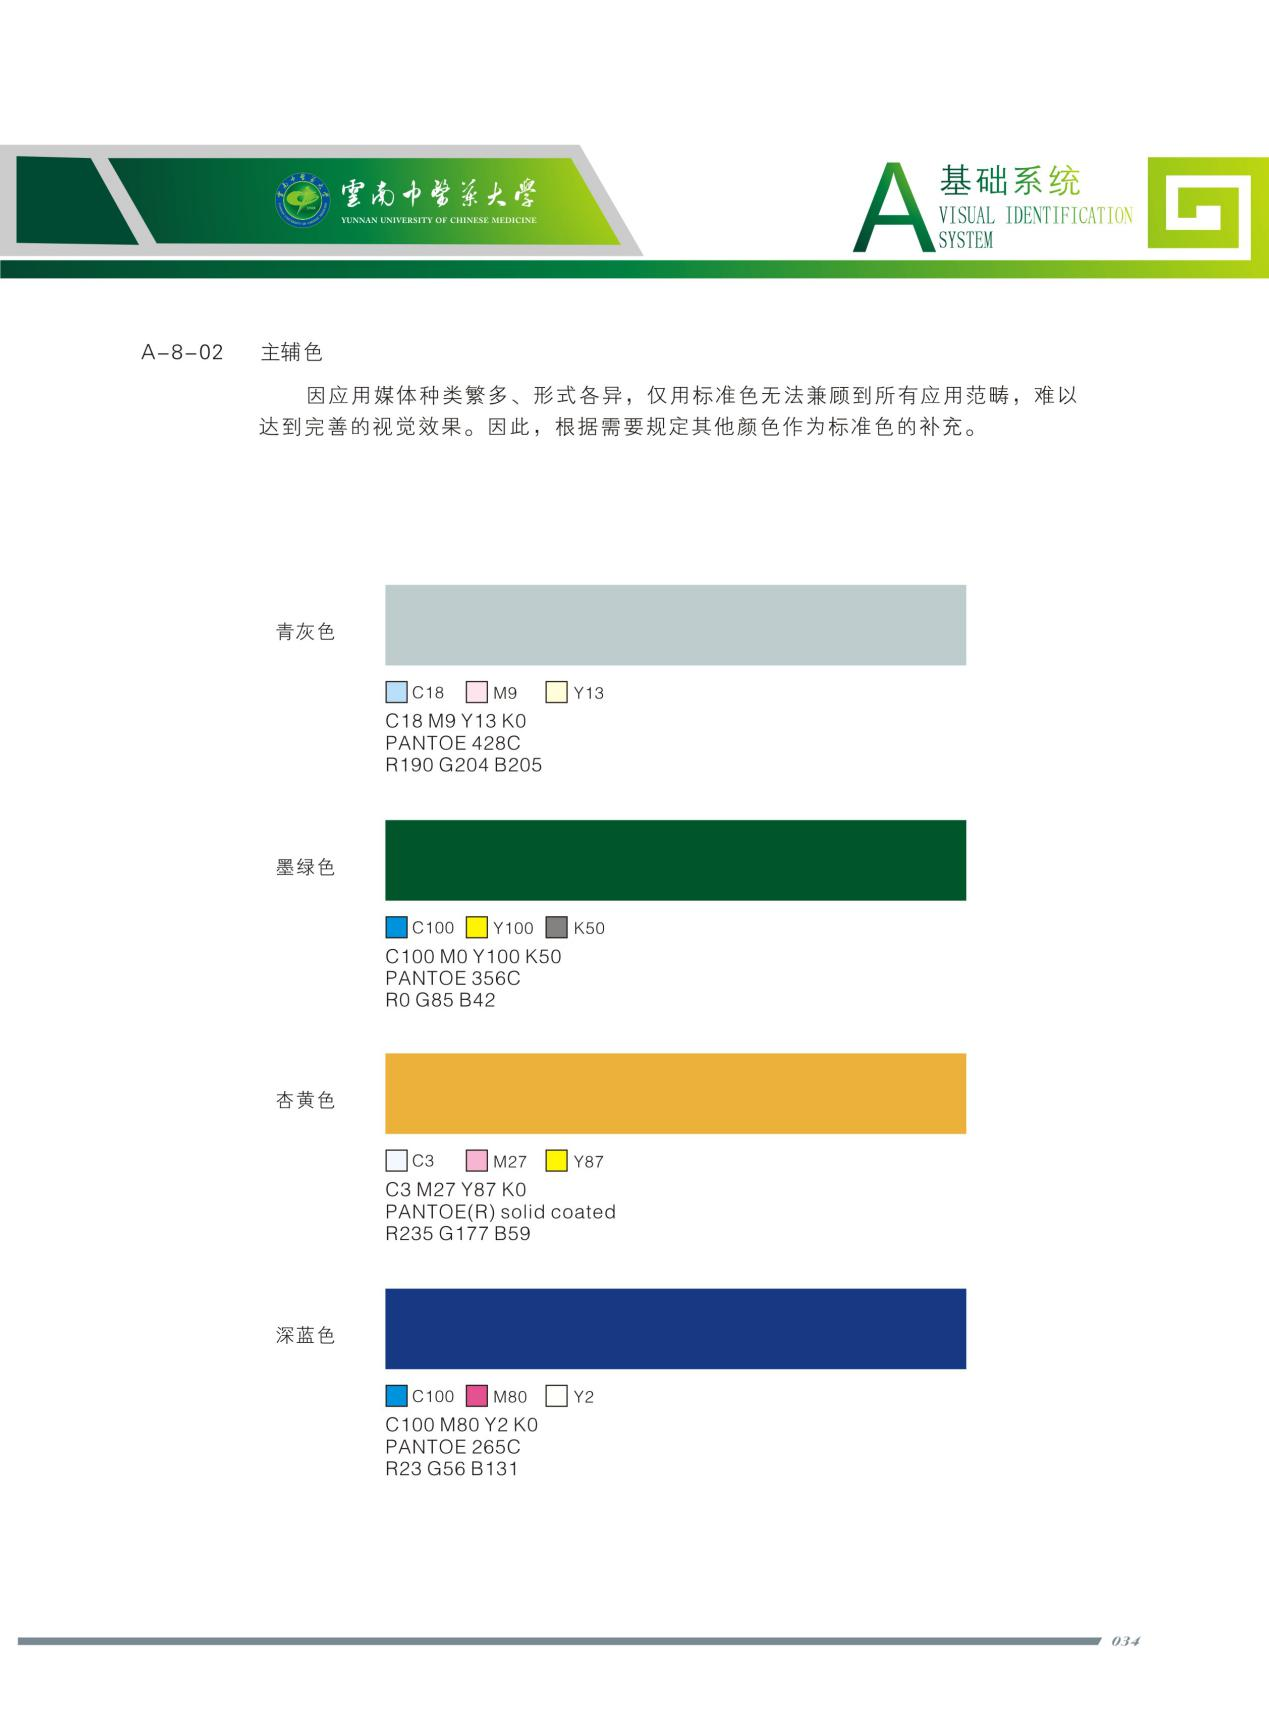 雲南中醫藥大學
YUNNAN UNIVERSITY OF CHINESE MEDICINE
A 基础系统
VISUAL IDENTIFICATION
SYSTEM
A-8-02 主辅色
因应用媒体种类繁多、形式各异，仅用标准色无法兼顾到所有应用范畴，难以
达到完善的视觉效果。因此，根据需要规定其他颜色作为标准色的补充。
青灰色
C18 M9 Y13
C18 M9 Y13 K0
PANTOE 428C
R190 G204 B205
墨绿色
C100 Y100 K50
C100 M0 Y100 K50
PANTOE 356C
R0 G85 B42
杏黄色
C3 M27 Y87
C3 M27 Y87 K0
PANTOE(R) solid coated
R235 G177 B59
深蓝色
C100 M80 Y2
C100 M80 Y2 K0
PANTOE 265C
R23 G56 B131
034